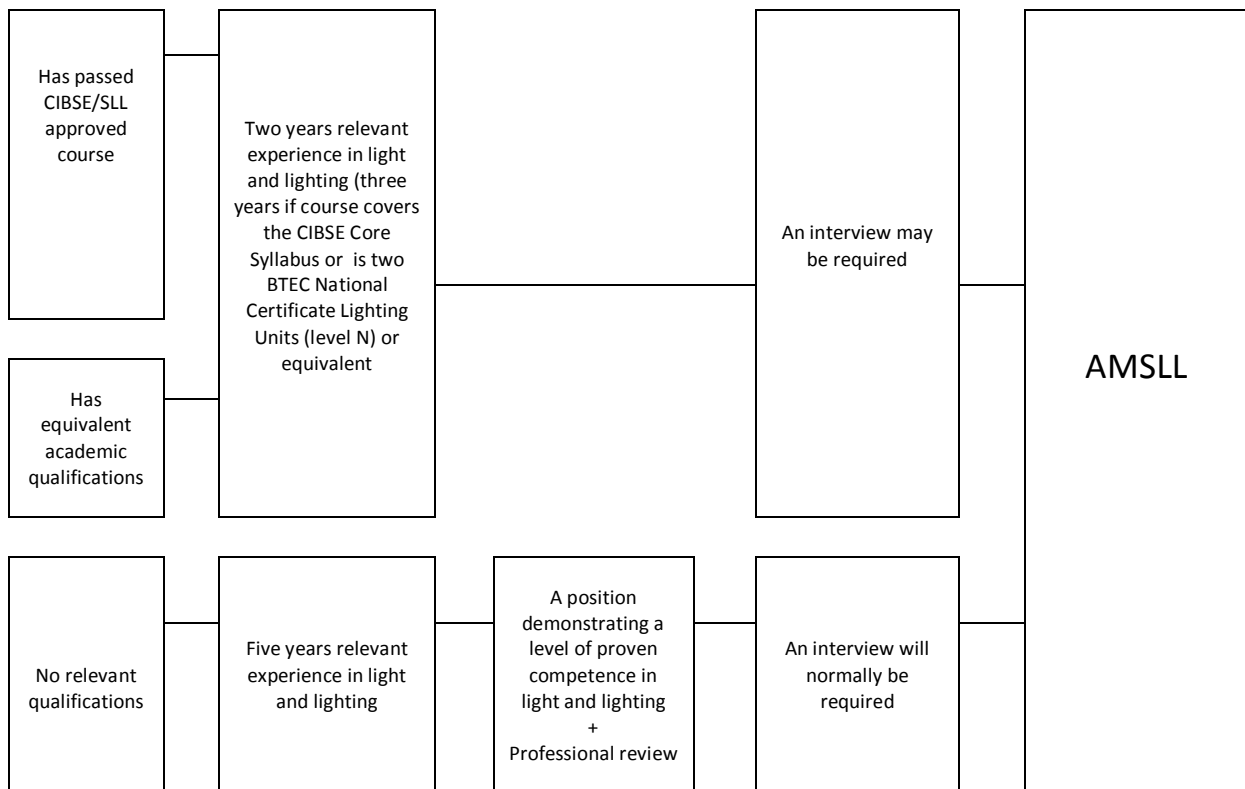 Has passed
CIBSE/SLL
approved
course
Two years relevant
experience in light
and lighting (three
years if course covers
the CIBSE Core
Syllabus or  is two
BTEC National
Certificate Lighting
Units (level N) or
equivalent
An interview may
be required
AMSLL
Has
equivalent
academic
qualifications
No relevant
qualifications
Five years relevant
experience in light
and lighting
A position
demonstrating a
level of proven
competence in
light and lighting
+
Professional review
An interview will
normally be
required